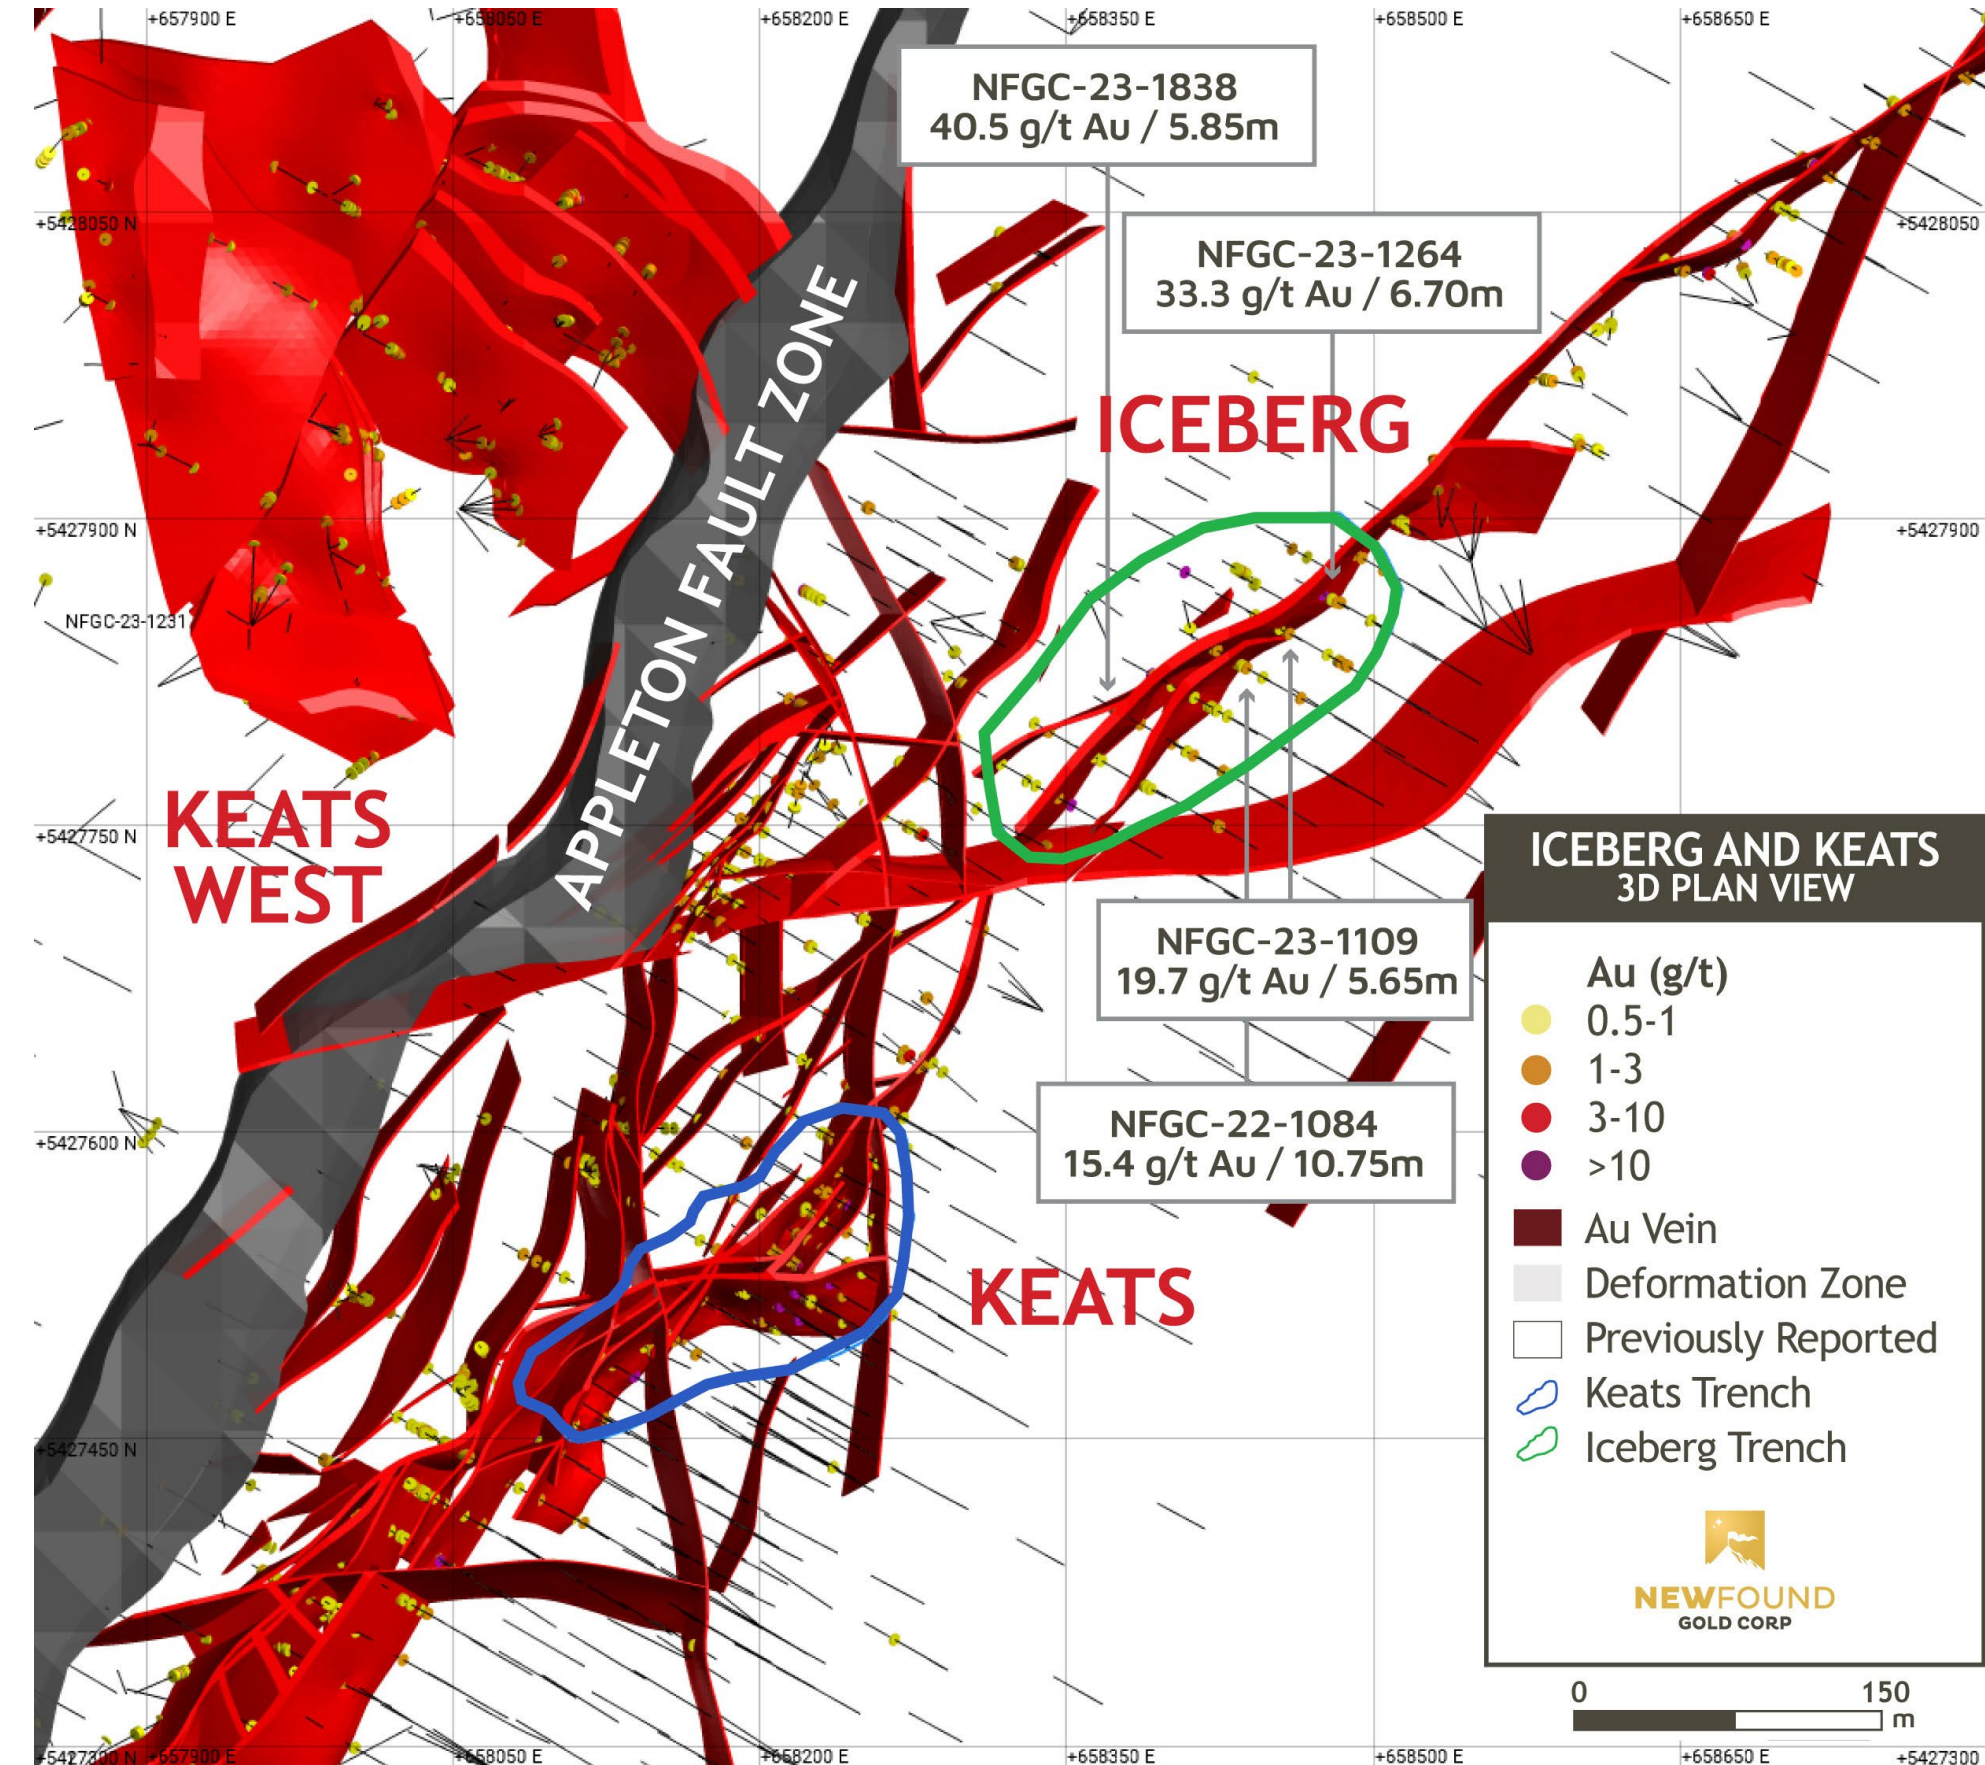 +657900 E
+658050 E
+658200 E
+658350 E
+658500 E
+658650 E
NFGC-23-1838
40.5 g/t Au / 5.85m
+5428050 N
+5428050
NFGC-23-1264
33.3 g/t Au / 6.70m
ICEBERG
APPLETON FAULT ZONE
+5427900 N
+5427900
NFGC-23-1231
KEATS
WEST
+5427750 N
ICEBERG AND KEATS
3D PLAN VIEW
NFGC-23-1109
19.7 g/t Au / 5.65m
Au (g/t)
0.5-1
1-3
3-10
>10
NFGC-22-1084
15.4 g/t Au / 10.75m
+5427600 N
Au Vein
Deformation Zone
Previously Reported
Keats Trench
Iceberg Trench
KEATS
+5427450 N
NEWFOUND
GOLD CORP
0 150
m
+5427300 N
+657900 E
+658050 E
+658200 E
+658350 E
+658500 E
+658650 E
+5427300